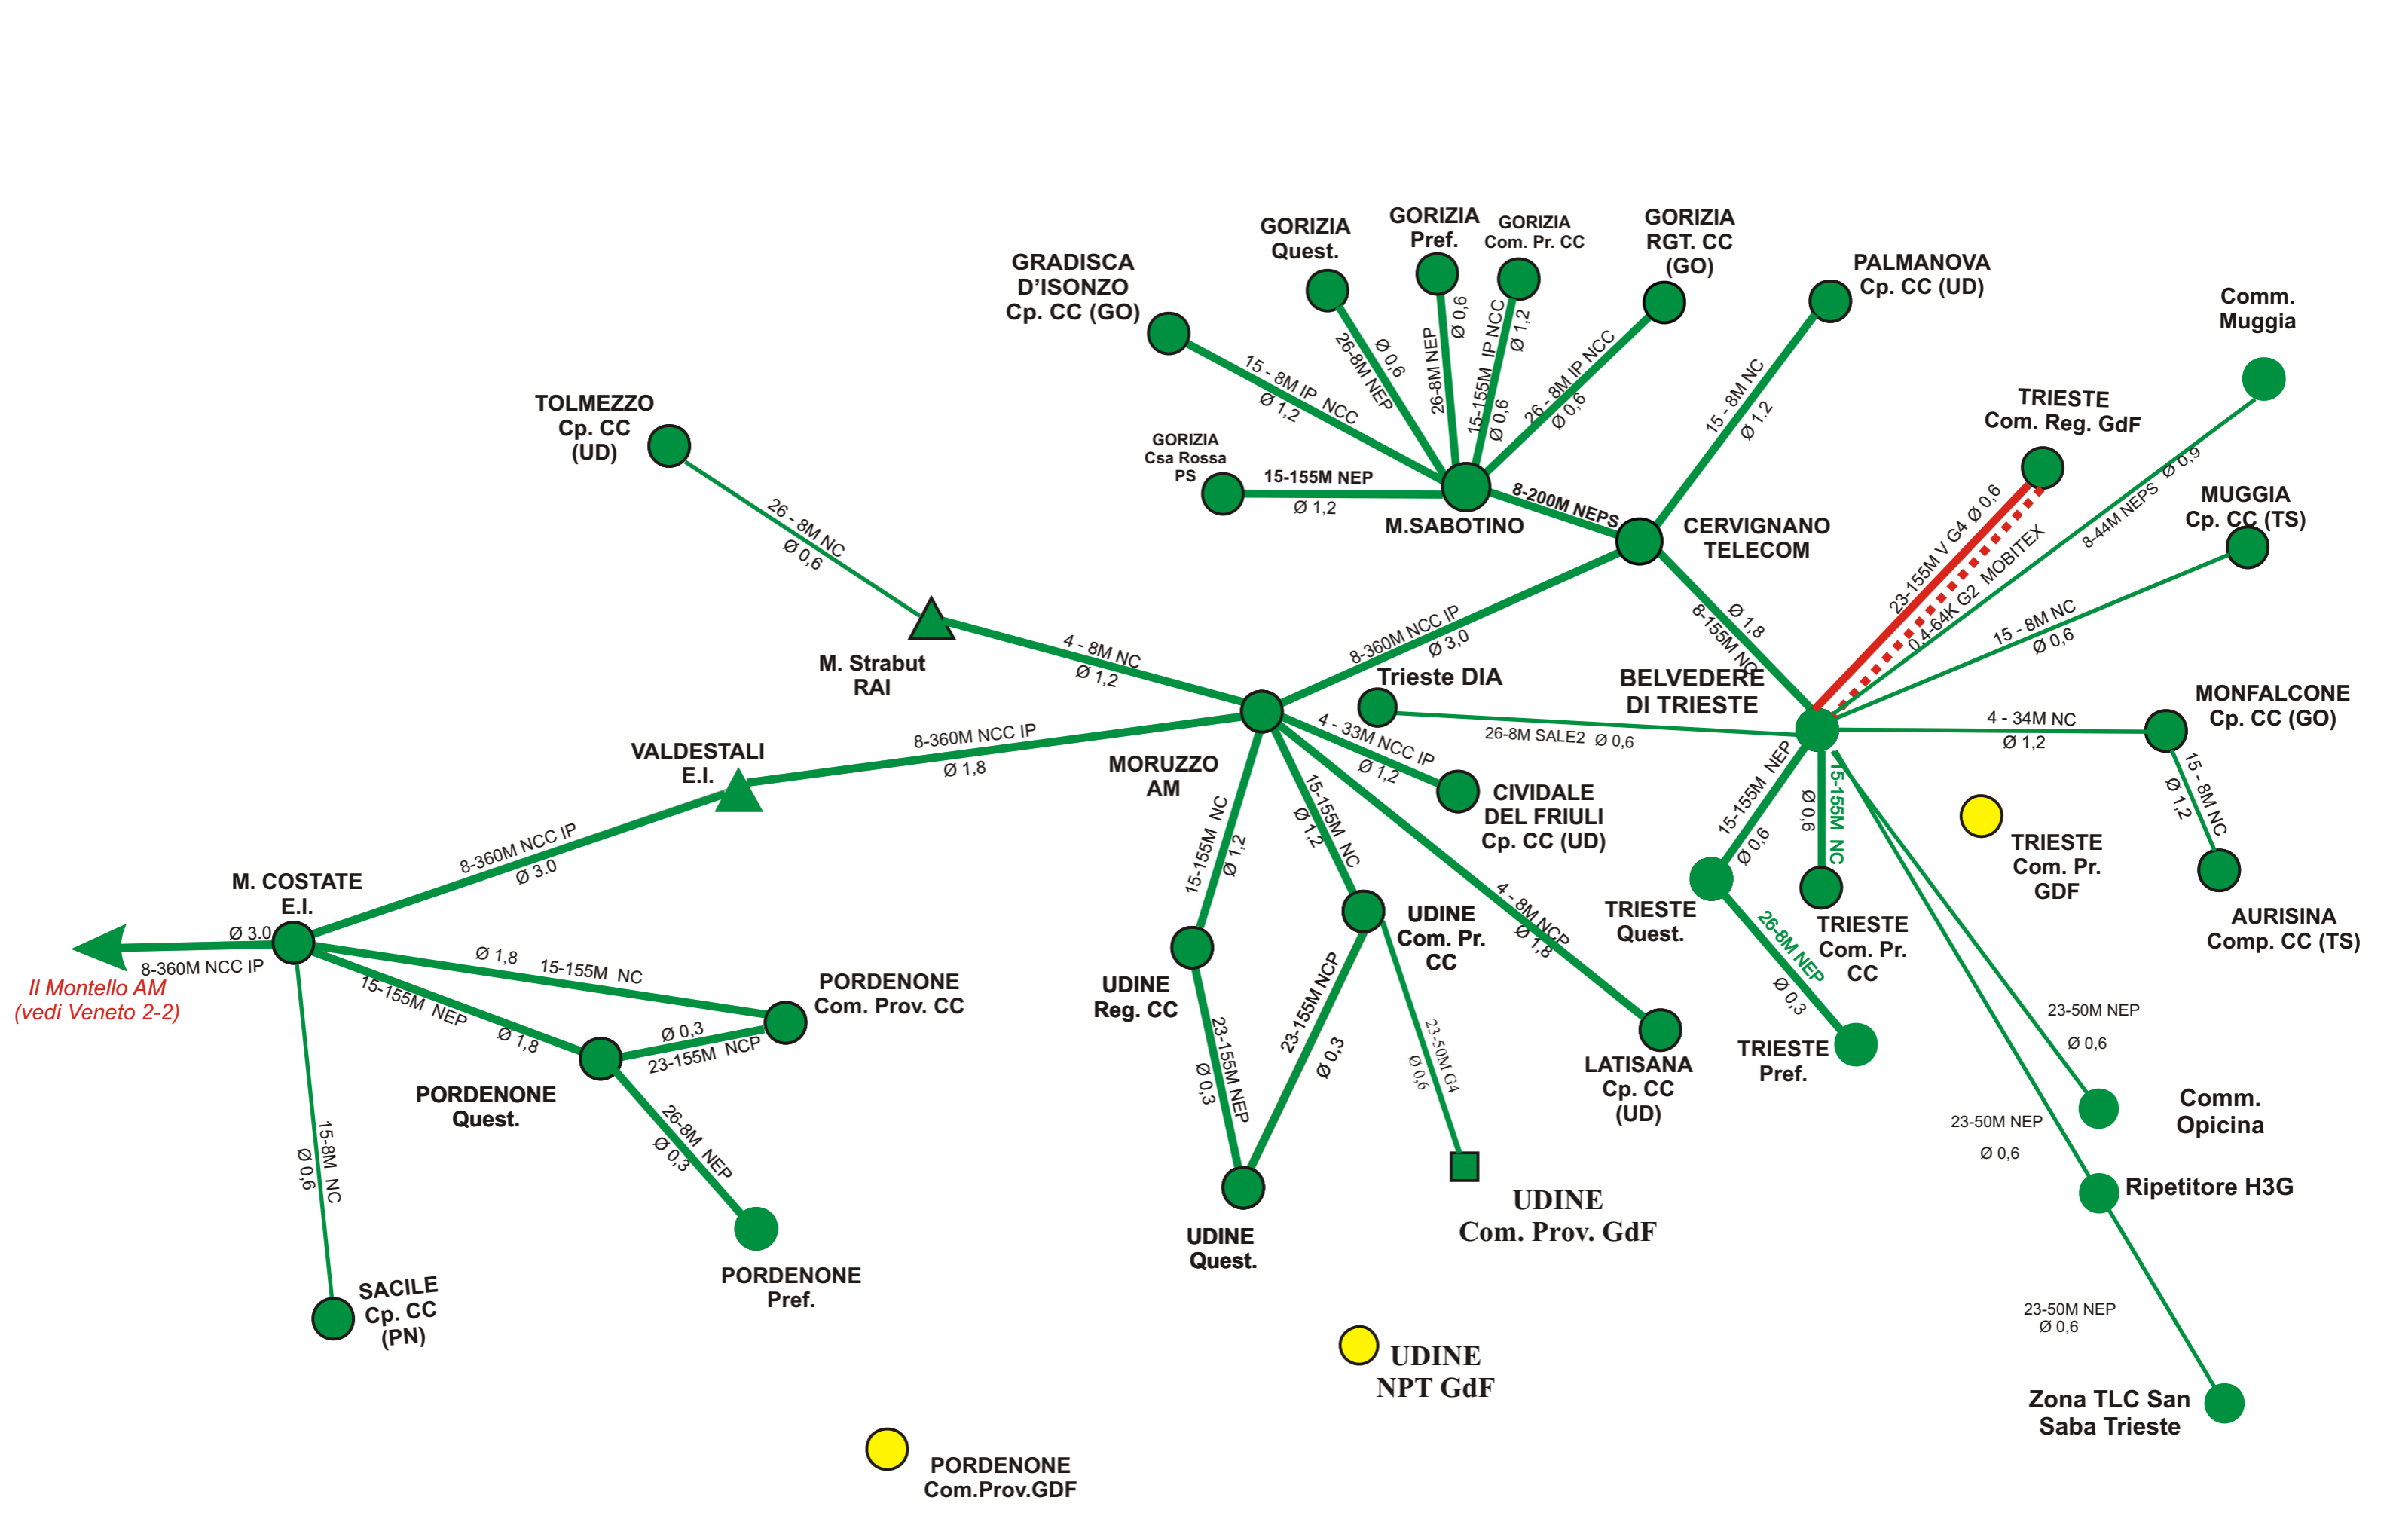 GORIZIA
Quest.
GORIZIA
Pref.
GORIZIA
Com. Pr. CC
GORIZIA
RGT. CC
(GO)
GRADISCA
D'ISONZO
Cp. CC (GO)
PALMANOVA
Cp. CC (UD)
Comm.
Muggia
TOLMEZZO
Cp. CC
(UD)
TRIESTE
Com. Reg. GdF
15 - 8M IP NCC
Ø 1,2
26-8M NEP
Ø 0,6
26-8M NEP
Ø 0,6
15-155M IP NCC
Ø 1,2
Ø 0,6
26 - 8M IP NCC
Ø 0,6
15 - 8M NC
Ø 1.2
GORIZIA
Csa Rossa
PS
15-155M NEP
Ø 1,2
M.SABOTINO
8-200M NEPS
CERVIGNANO
TELECOM
23-155M V G4 Ø 0,6
0,4-64K G2 MOBITEX
8-44M NEPS Ø 0,9
MUGGIA
Cp. CC (TS)
15 - 8M NC
Ø 0,6
26 - 8M NC
Ø 0,6
M. Strabut
RAI
4 - 8M NC
Ø 1,2
8-360M NCC IP
Ø 3,0
Ø 1,8
8-155M NC
BELVEDERE
DI TRIESTE
Trieste DIA
26-8M SALE2 Ø 0,6
MONFALCONE
Cp. CC (GO)
4 - 34M NC
Ø 1,2
15 - 8M NC
Ø 1,2
VALDESTALI
E.I.
8-360M NCC IP
Ø 1,8
MORUZZO
AM
4 - 33M NCC IP
Ø 1,2
CIVIDALE
DEL FRIULI
Cp. CC (UD)
15-155M NC
Ø 1,2
15-155M NC
Ø 1,2
4 - 8M NCP
Ø 1,8
15-155M NEP
Ø 0,6
15-155M NC
Ø 0,6
TRIESTE
Com. Pr.
GDF
AURISINA
Comp. CC (TS)
8-360M NCC IP
Ø 3.0
M. COSTATE
E.I.
Ø 3.0
8-360M NCC IP
Il Montello AM
(vedi Veneto 2-2)
Ø 1,8 15-155M NC
15-155M NEP
Ø 1,8
PORDENONE
Com. Prov. CC
Ø 0,3
23-155M NCP
PORDENONE
Quest.
26-8M NEP
Ø 0,3
PORDENONE
Pref.
15-8M NC
Ø 0,6
SACILE
Cp. CC
(PN)
UDINE
Reg. CC
UDINE
Com. Pr.
CC
23-155M NEP
Ø 0,3
23-155M NCP
Ø 0,3
23-50M G4
Ø 0,6
UDINE
Quest.
UDINE
Com. Prov. GdF
LATISANA
Cp. CC
(UD)
TRIESTE
Quest.
TRIESTE
Com. Pr.
CC
26-8M NEP
Ø 0,3
TRIESTE
Pref.
23-50M NEP
Ø 0,6
Comm.
Opicina
23-50M NEP
Ø 0,6
Ripetitore H3G
23-50M NEP
Ø 0,6
Zona TLC San
Saba Trieste
UDINE
NPT GdF
PORDENONE
Com.Prov.GDF